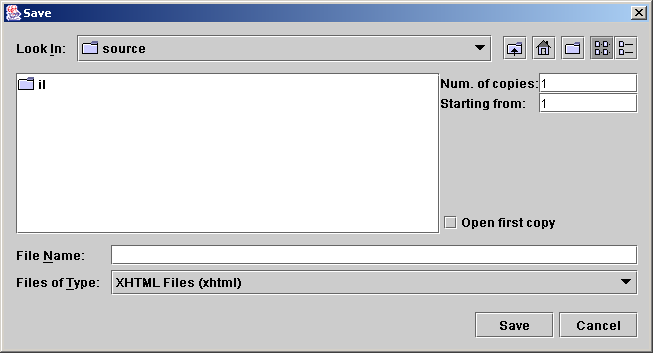 Save
Look In: source
il
Num. of copies: 1
Starting from: 1
Open first copy
File Name:
Files of Type: XHTML Files (xhtml)
Save Cancel